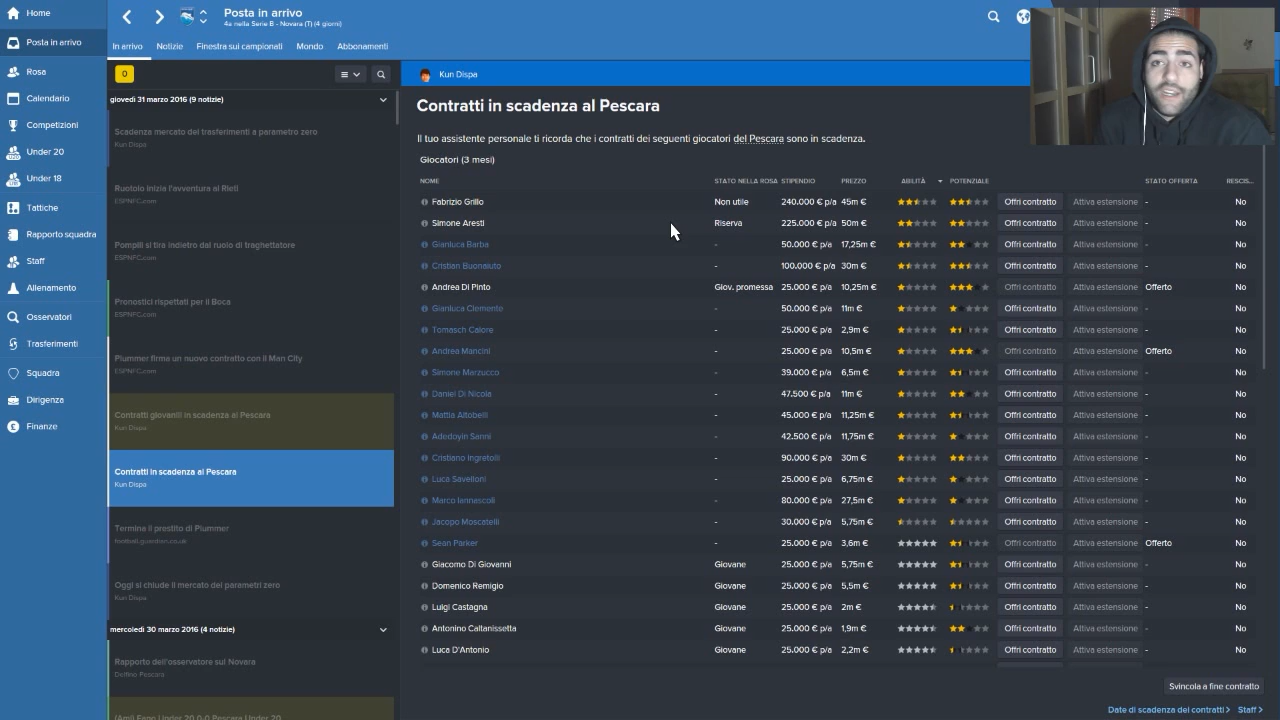 Home
Posta in arrivo
Rosa
Calendario
Competizioni
Under 20
Under 18
Tattiche
Rapporto squadra
Staff
Allenamento
Osservatori
Trasferimenti
Squadra
Dirigenza
Finanze
Posta in arrivo
4a nella Serie B - Novara (T) (4 giorni)
In arrivo Notizie Finestra sui campionati Mondo Abbonamenti
0
giovedì 31 marzo 2016 (9 notizie)
Scadenza mercato dei trasferimenti a parametro zero
Kun Dispa
Ruotolo inizia l'avventura al Rieti
ESPNFC.com
Pompili si tira indietro dal ruolo di traghettatore
ESPNFC.com
Pronostici rispettati per il Boca
ESPNFC.com
Plummer firma un nuovo contratto con il Man City
ESPNFC.com
Contratti giovanili in scadenza al Pescara
Kun Dispa
Contratti in scadenza al Pescara
Kun Dispa
Termina il prestito di Plummer
football.guardian.co.uk
Oggi si chiude il mercato dei parametri zero
Kun Dispa
mercoledì 30 marzo 2016 (4 notizie)
Rapporto dell'osservatore sul Novara
Delfino-Pescara
(Ami) Fano Under 20 0-0 Pescara Under 20
Kun Dispa
Contratti in scadenza al Pescara
Il tuo assistente personale ti ricorda che i contratti dei seguenti giocatori del Pescara sono in scadenza.
Giocatori (3 mesi)
NOME STATO NELLA ROSA STIPENDIO PREZZO ABILITÀ POTENZIALE STATO OFFERTA RESCIS...
Fabrizio Grillo Non utile 240.000 € p/a 45m € Offri contratto Attiva estensione - No
Simone Aresti Riserva 225.000 € p/a 50m € Offri contratto Attiva estensione - No
Gianluca Barba - 50.000 € p/a 17,25m € Offri contratto Attiva estensione - No
Cristian Buonaiuto - 100.000 € p/a 30m € Offri contratto Attiva estensione - No
Andrea Di Pinto Giov. promessa 25.000 € p/a 10,25m € Offri contratto Attiva estensione Offerto No
Gianluca Clemente - 50.000 € p/a 11m € Offri contratto Attiva estensione - No
Tomasch Calore - 25.000 € p/a 2,9m € Offri contratto Attiva estensione - No
Andrea Mancini - 25.000 € p/a 10,5m € Offri contratto Attiva estensione Offerto No
Simone Marzucco - 39.000 € p/a 6,5m € Offri contratto Attiva estensione - No
Daniel Di Nicola - 47.500 € p/a 11m € Offri contratto Attiva estensione - No
Mattia Altobelli - 45.000 € p/a 11,25m € Offri contratto Attiva estensione - No
Adedoyin Sanni - 42.500 € p/a 11,75m € Offri contratto Attiva estensione - No
Cristiano Ingretolli - 90.000 € p/a 30m € Offri contratto Attiva estensione - No
Luca Savelloni - 25.000 € p/a 6,75m € Offri contratto Attiva estensione - No
Marco Iannascoli - 80.000 € p/a 27,5m € Offri contratto Attiva estensione - No
Jacopo Moscatelli - 30.000 € p/a 5,75m € Offri contratto Attiva estensione - No
Sean Parker - 25.000 € p/a 3,6m € Offri contratto Attiva estensione Offerto No
Giacomo Di Giovanni Giovane 25.000 € p/a 5,75m € Offri contratto Attiva estensione - No
Domenico Remigio Giovane 25.000 € p/a 5,5m € Offri contratto Attiva estensione - No
Luigi Castagna Giovane 25.000 € p/a 2m € Offri contratto Attiva estensione - No
Antonino Caltanissetta Giovane 25.000 € p/a 1,9m € Offri contratto Attiva estensione - No
Luca D'Antonio Giovane 25.000 € p/a 2,2m € Offri contratto Attiva estensione - No
Svincola a fine contratto
Date di scadenza dei contratti Staff